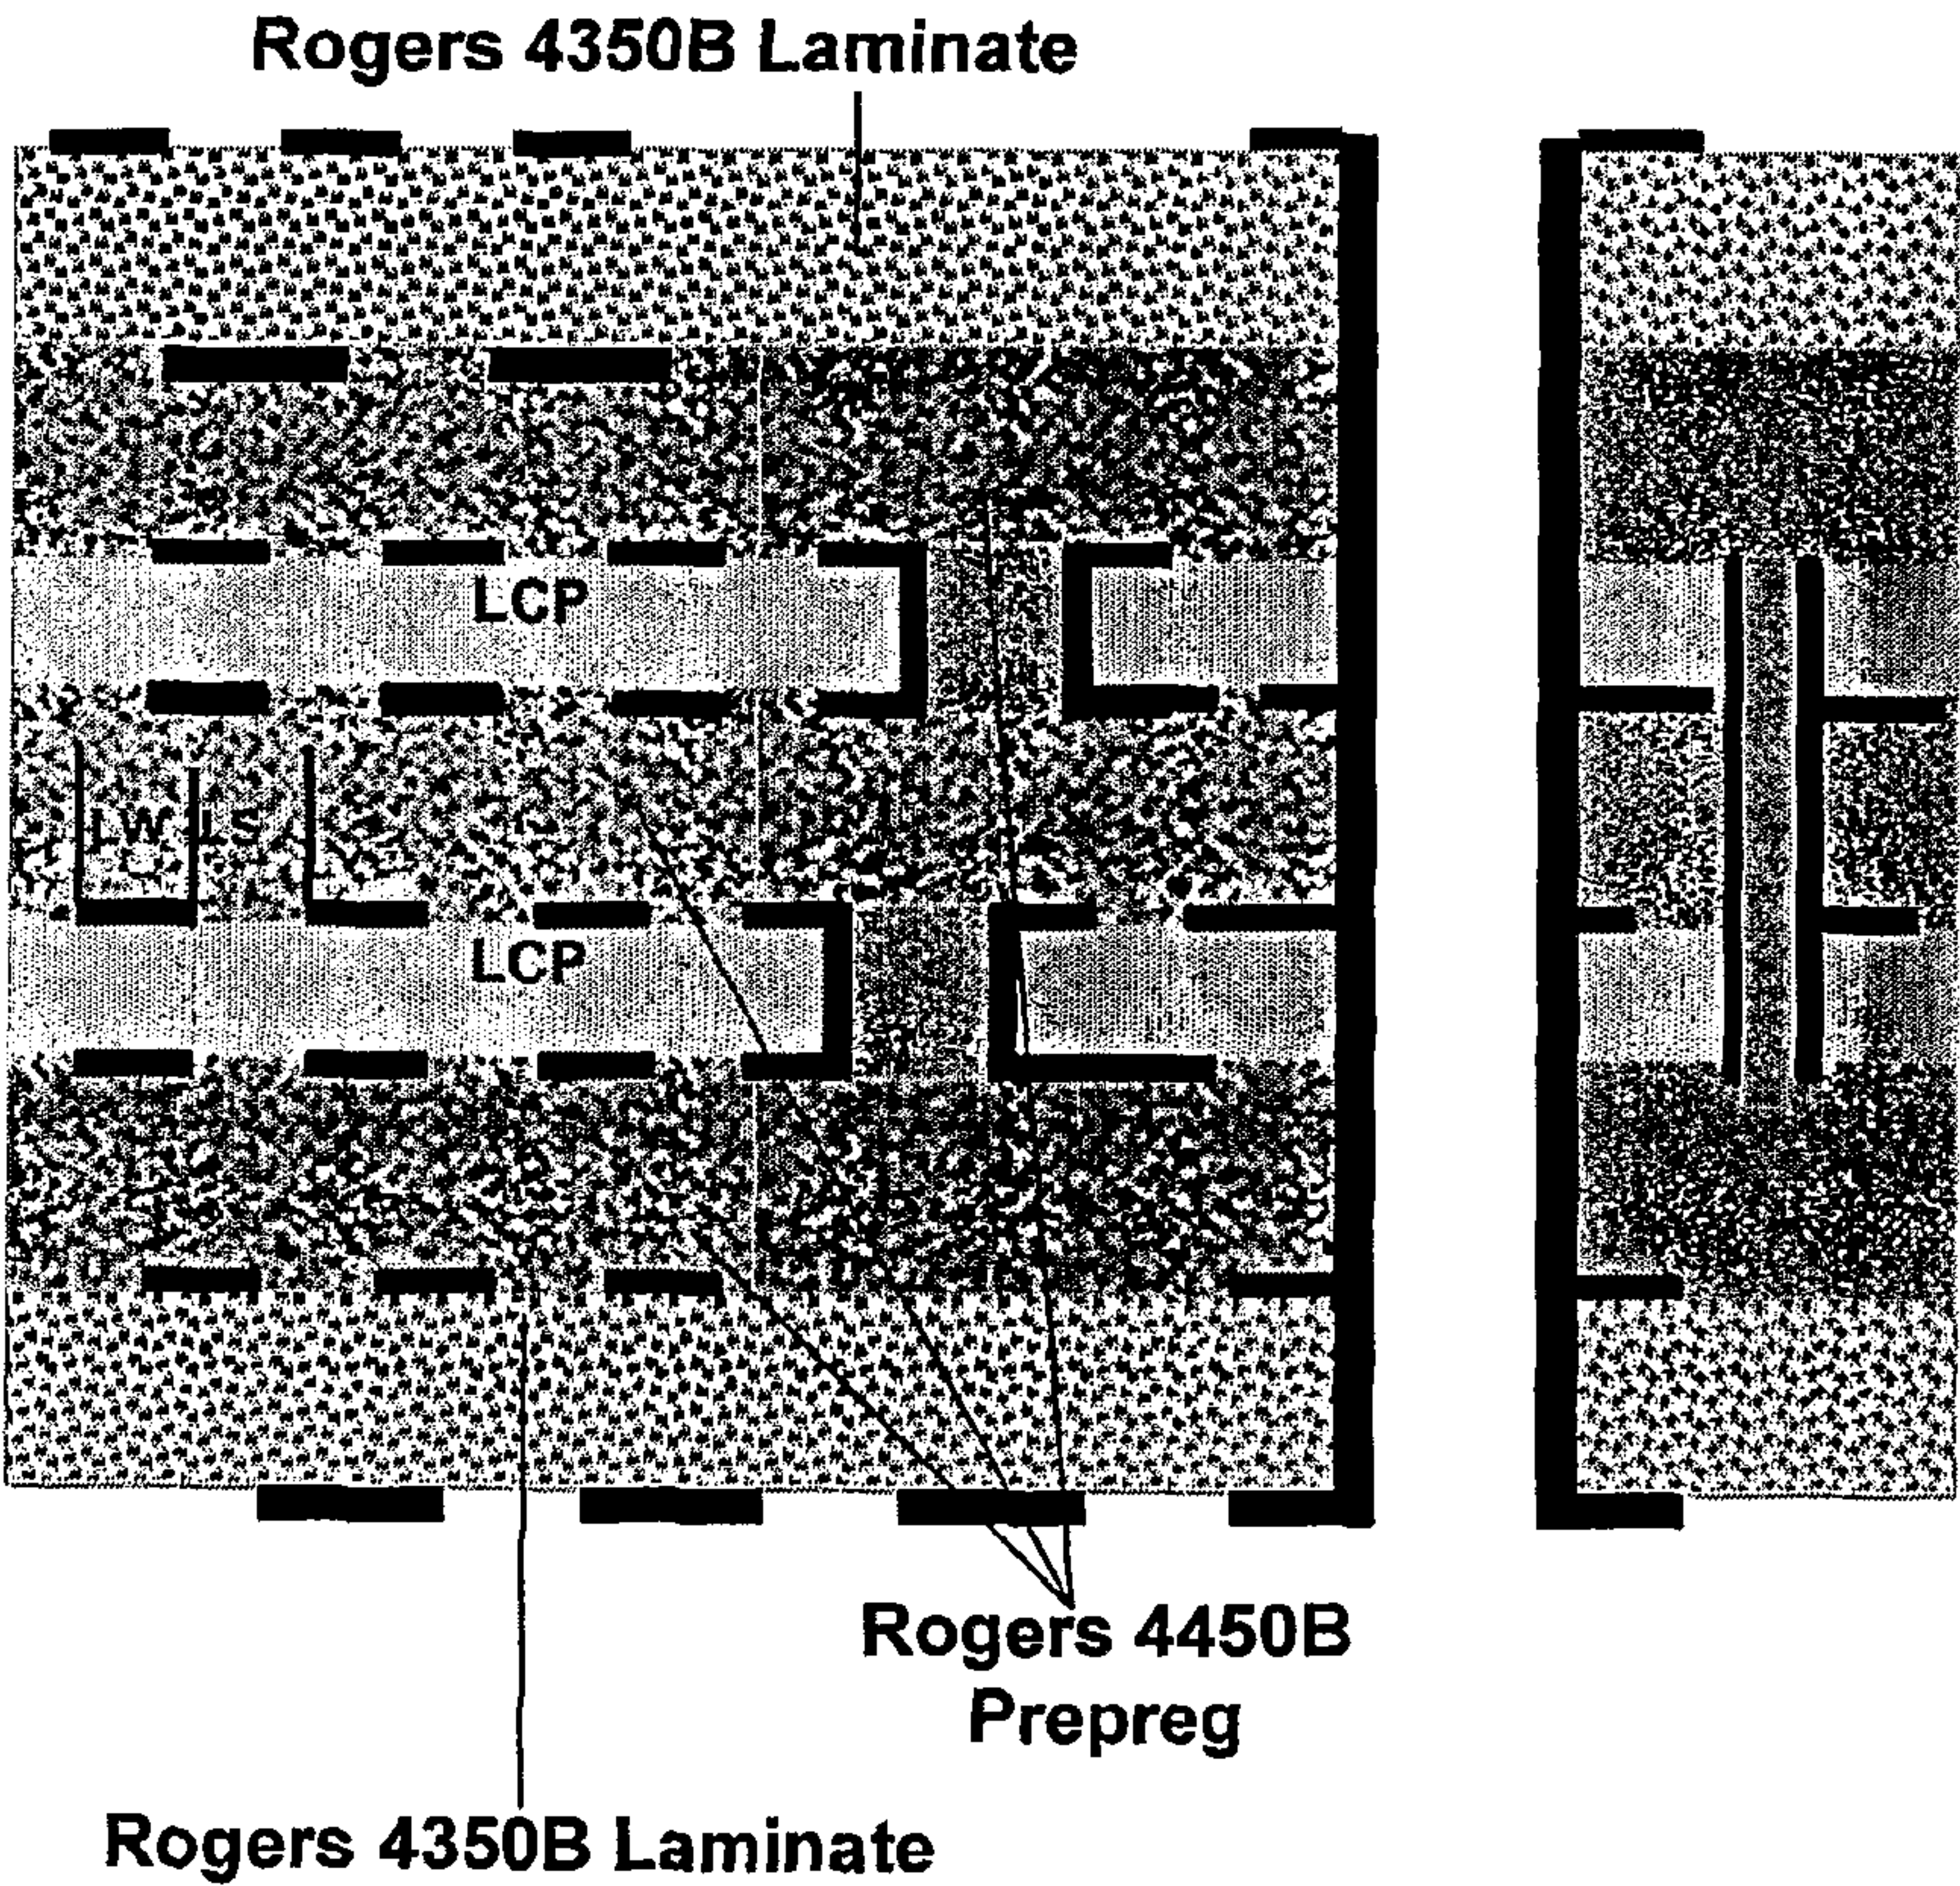 Rogers 4350B Laminate
LCP
LW LS
LCP
Rogers 4450B
Prepreg
Rogers 4350B Laminate